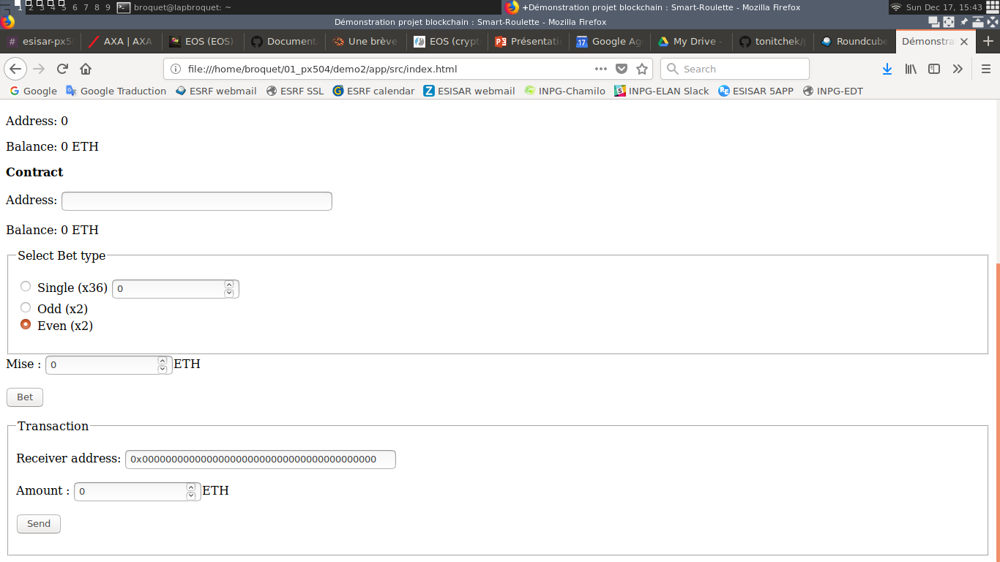 1 2 3 4 5 6 7 8 9 broquet@lapbroquet: ~ +Démonstration projet blockchain : Smart-Roulette - Mozilla Firefox Sun Dec 17, 15:43
Démonstration projet blockchain : Smart-Roulette - Mozilla Firefox
esisar-px50 AXA | AXA EOS (EOS) Document Une brève EOS (crypt Présentati Google Ag My Drive - tonitchek/p Roundcube Démonstra
file:///home/broquet/01_px504/demo2/app/src/index.html Search
Google Google Traduction ESRF webmail ESRF SSL ESRF calendar ESISAR webmail INPG-Chamilo INPG-ELAN Slack ESISAR 5APP INPG-EDT
Address: 0
Balance: 0 ETH
Contract
Address:
Balance: 0 ETH
Select Bet type
Single (x36) 0
Odd (x2)
Even (x2)
Mise : 0 ETH
Bet
Transaction
Receiver address: 0x0000000000000000000000000000000000000000
Amount : 0 ETH
Send